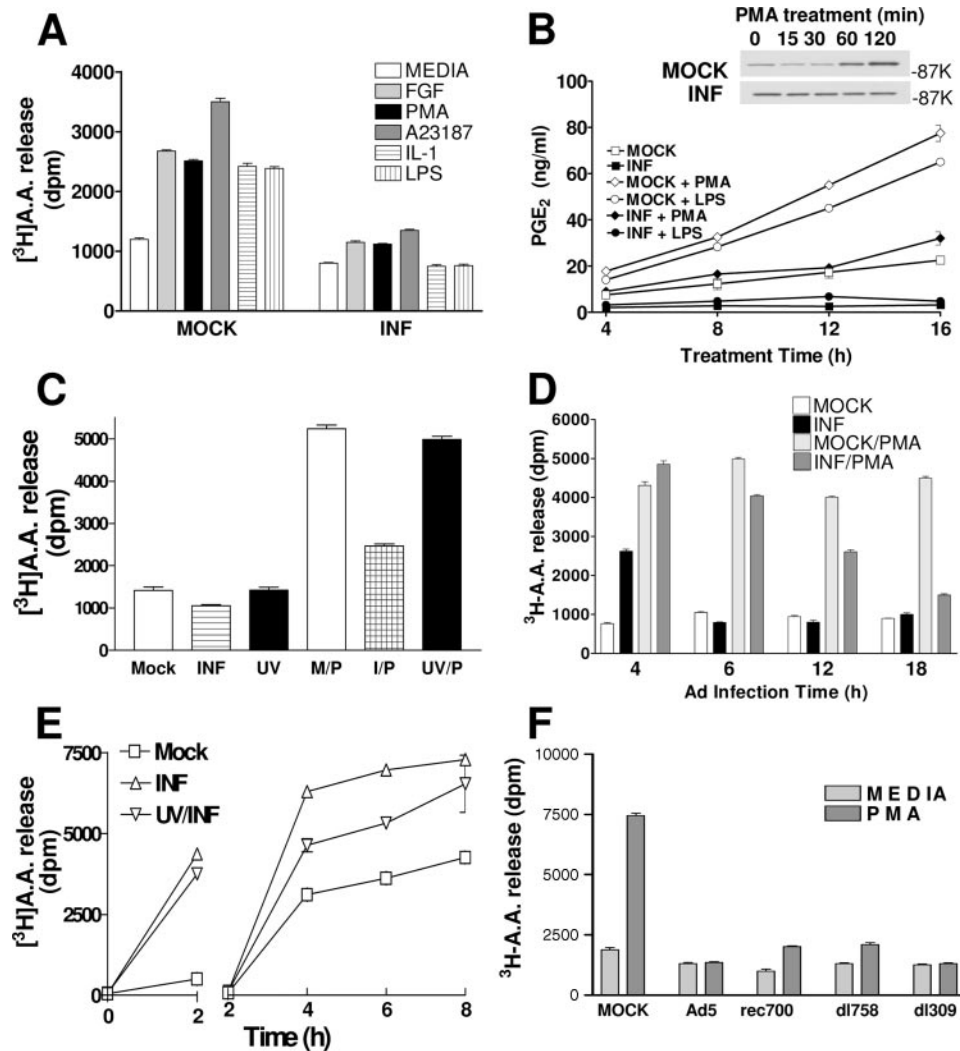 A
[³H]A.A. release
(dpm)
4000
3000
2000
1000
0
MEDIA
FGF
PMA
A23187
IL-1
LPS
MOCK
INF
B
PMA treatment (min)
0 15 30 60 120
MOCK
-87K
INF
-87K
PGE₂ (ng/ml)
100
80
60
40
20
0
MOCK
INF
MOCK + PMA
MOCK + LPS
INF + PMA
INF + LPS
4 8 12 16
Treatment Time (h)
C
[³H]A.A. release
(dpm)
5000
4000
3000
2000
1000
0
Mock INF UV M/P I/P UV/P
D
³H-A.A. release (dpm)
6000
5000
4000
3000
2000
1000
0
MOCK
INF
MOCK/PMA
INF/PMA
4 6 12 18
Ad Infection Time (h)
E
[³H]A.A. release
(dpm)
7500
5000
2500
0
Mock
INF
UV/INF
0 2 2 4 6 8
Time (h)
F
³H-A.A. release (dpm)
10000
7500
5000
2500
0
MEDIA
PMA
MOCK Ad5 rec700 dl758 dl309